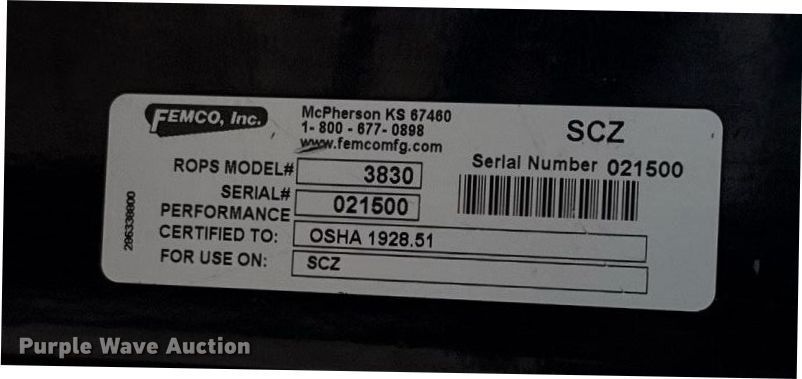 FEMCO, Inc.
McPherson KS 67460
1-800-677-0898
www.femcomfg.com
SCZ
Serial Number 021500
ROPS MODEL# 3830
SERIAL# 021500
PERFORMANCE
CERTIFIED TO: OSHA 1928.51
FOR USE ON: SCZ
286338800
Purple Wave Auction